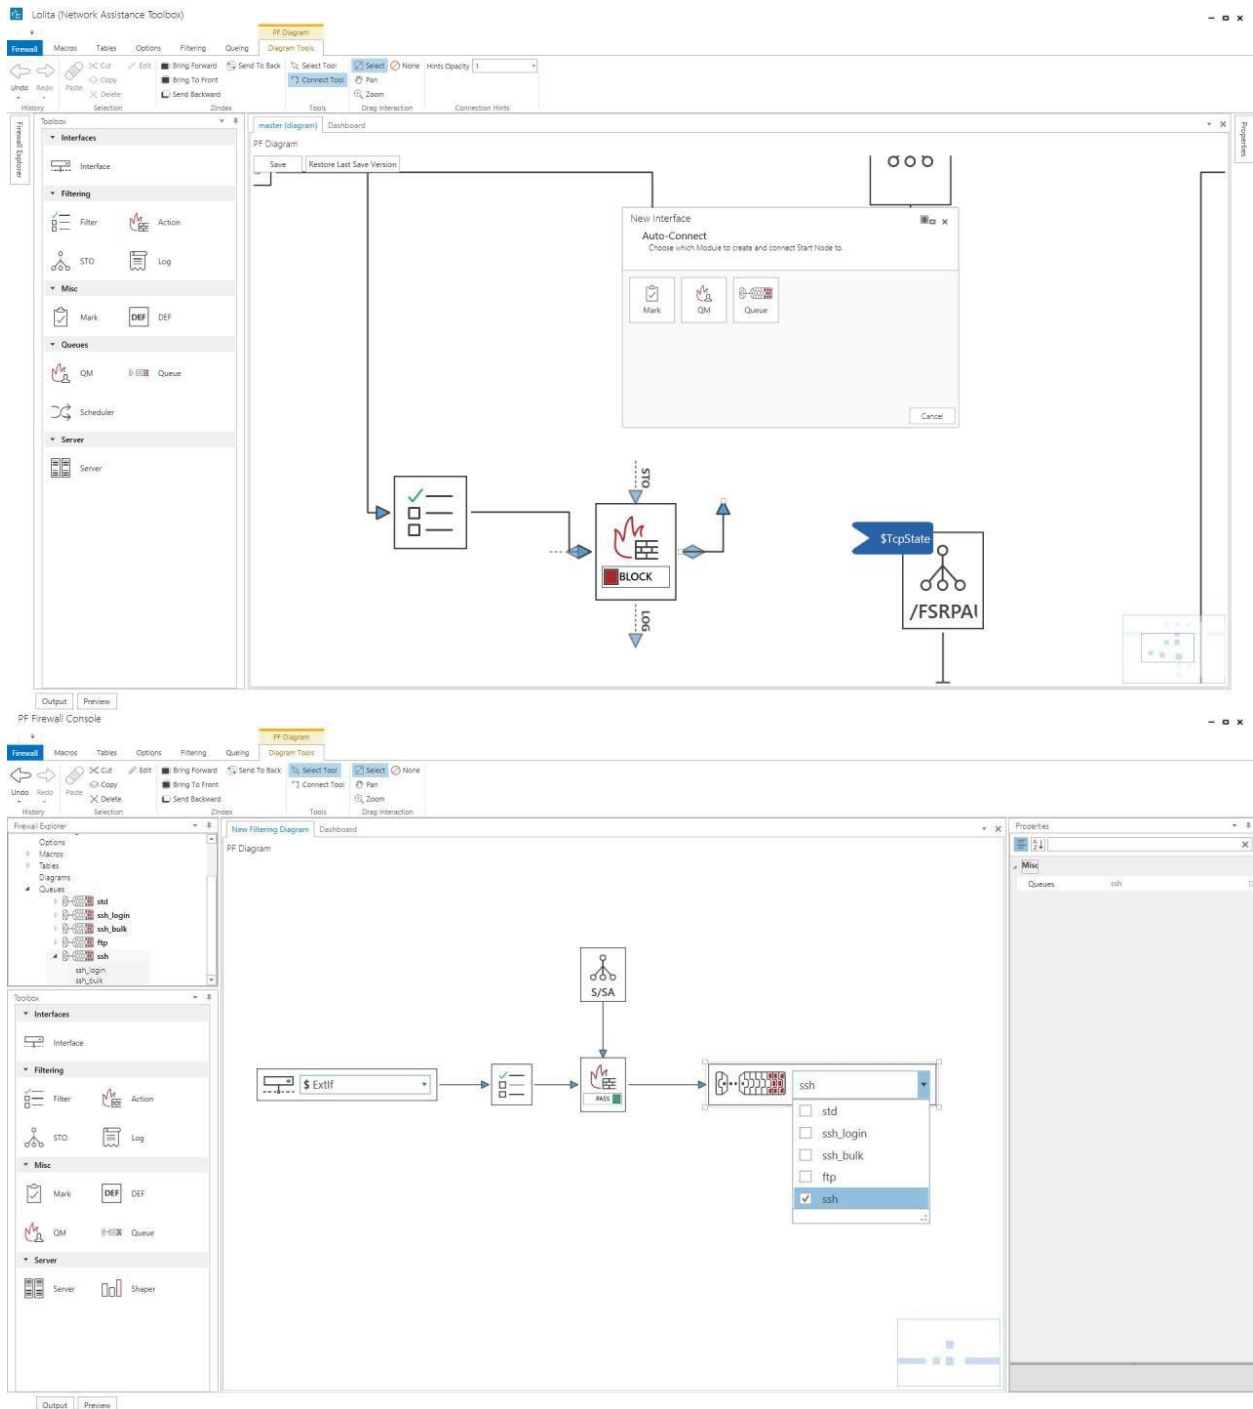 Lolita (Network Assistance Toolbox)
PF Diagram
Firewall Macros Tables Options Filtering Queing Diagram Tools
Undo Redo Paste Cut Copy Delete Edit Bring Forward Bring To Front Send Backward Send To Back Select Tool Connect Tool Select Pan Zoom None Hints Opacity 1
History Selection Zindex Tools Drag Interaction Connection Hints
Firewall Explorer
Toolbox
Interfaces
Interface
Filtering
Filter Action
STO Log
Misc
Mark DEF DEF
Queues
QM Queue
Scheduler
Server
Server
master (diagram) Dashboard
PF Diagram
Save Restore Last Save Version
New Interface
Auto-Connect
Choose which Module to create and connect Start Node to.
Mark QM Queue
Cancel
STO
BLOCK
LOG
$TcpState
/FSRPAU
Properties
Output Preview
PF Firewall Console
PF Diagram
Firewall Macros Tables Options Filtering Queing Diagram Tools
Undo Redo Paste Cut Copy Delete Edit Bring Forward Bring To Front Send Backward Send To Back Select Tool Connect Tool Select Pan Zoom None
History Selection Zindex Tools Drag Interaction
Firewall Explorer
Options
Macros
Tables
Diagrams
Queues
std
ssh_login
ssh_bulk
ftp
ssh
ssh_login
ssh_bulk
Toolbox
Interfaces
Interface
Filtering
Filter Action
STO Log
Misc
Mark DEF DEF
QM Queue
Server
Server Shaper
New Filtering Diagram Dashboard
PF Diagram
S/SA
$ ExtIf
PASS
ssh
std
ssh_login
ssh_bulk
ftp
ssh
Properties
Misc
Queues ssh
Output Preview